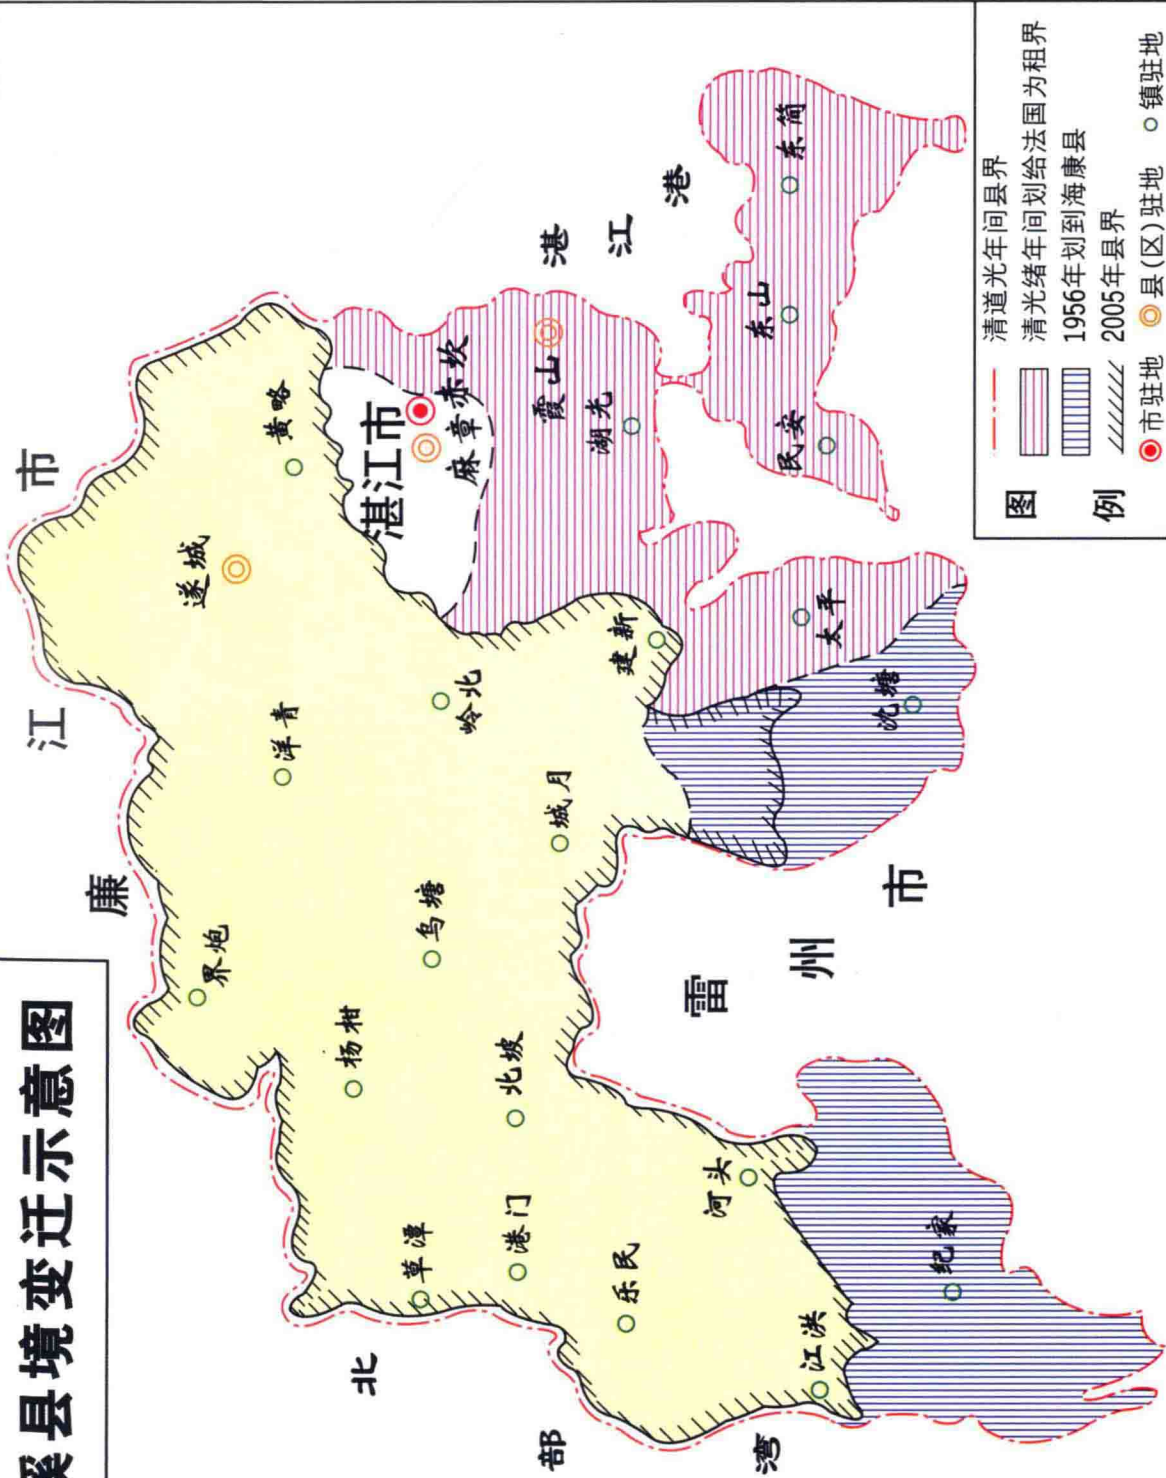 溪县境变迁示意图
廉江市
界炮
杨柑
草潭
港门
北坡
乌塘
洋青
遂城
黄略
岭北
城月
建新
乐民
河头
江洪
纪家
湛江市
赤坎
麻章
霞山
湖光
湛江港
东简
东山
民安
太平
沈塘
雷州市
北部湾
图例
清道光年间县界
清光绪年间划给法国为租界
1956年划到海康县
2005年县界
市驻地 县(区)驻地 镇驻地